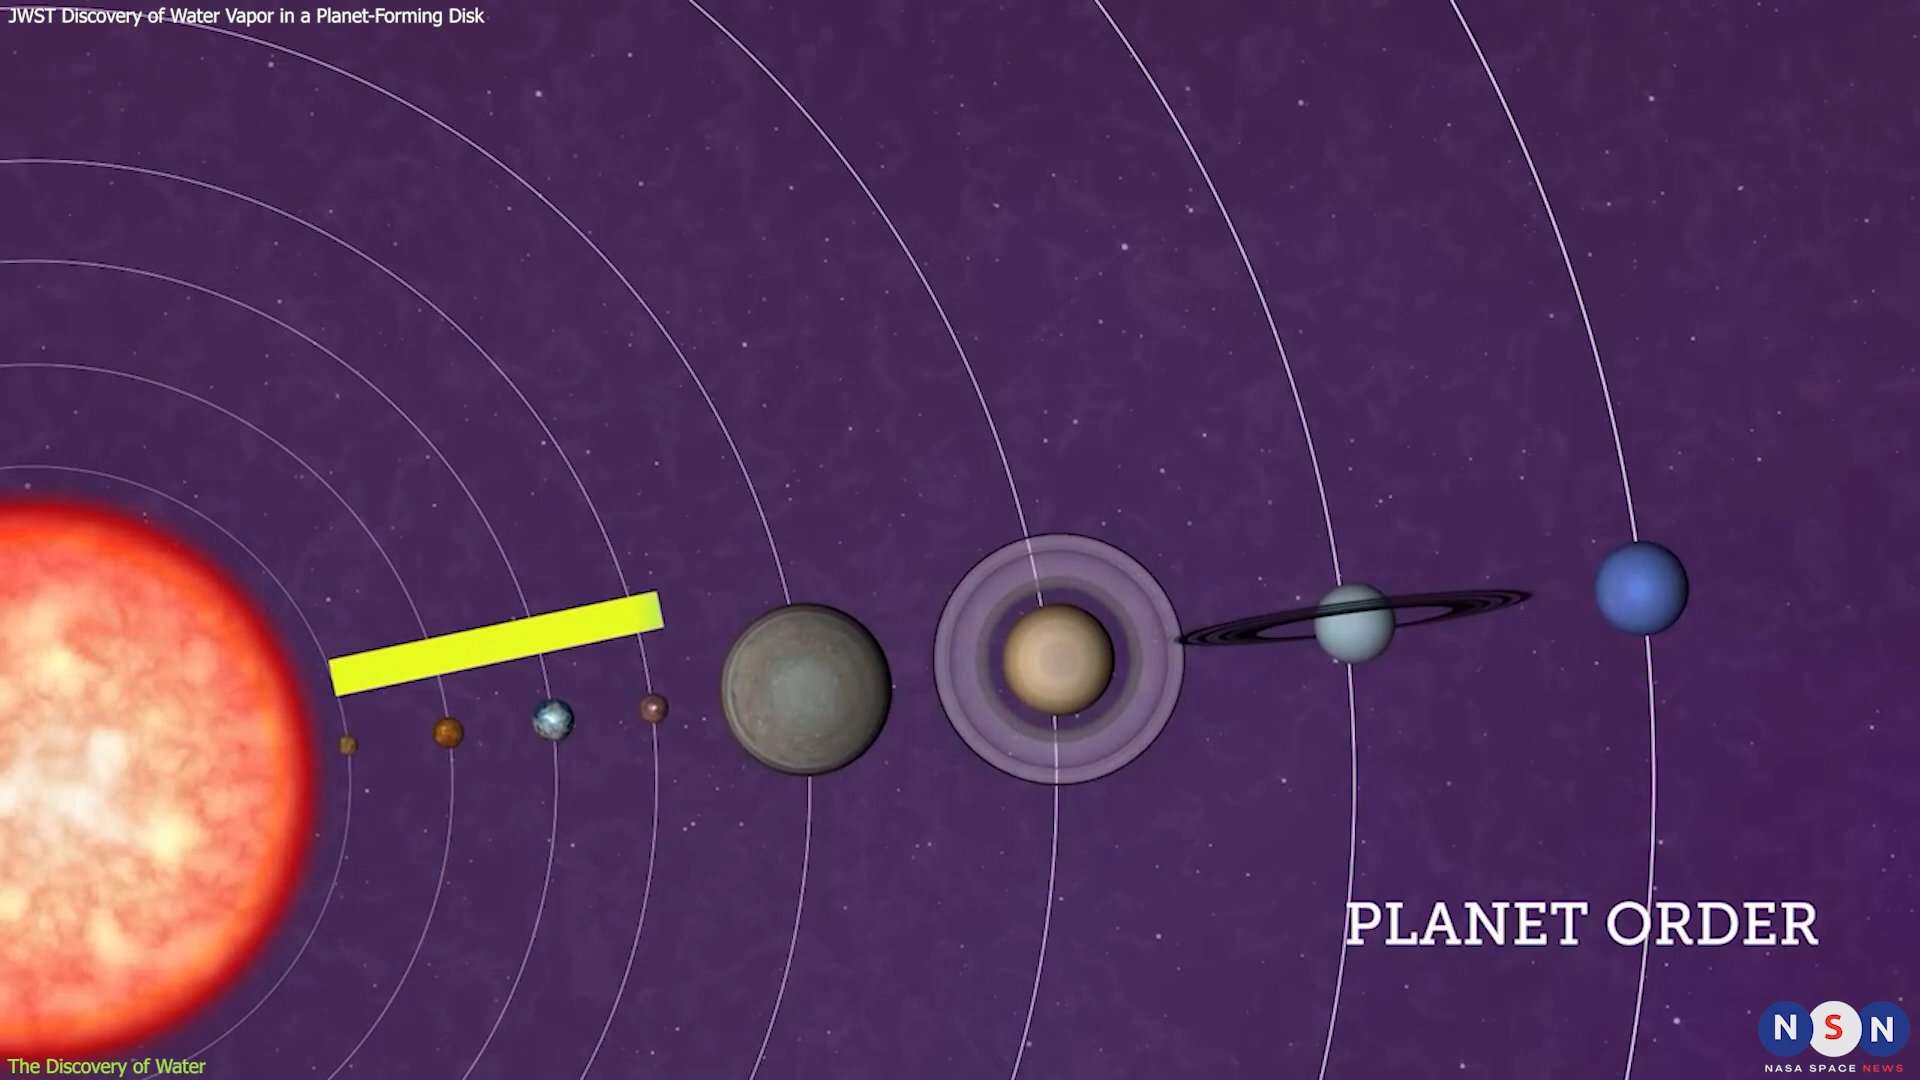 JWST Discovery of Water Vapor in a Planet-Forming Disk
PLANET ORDER
NSN
NASA SPACE NEWS
The Discovery of Water